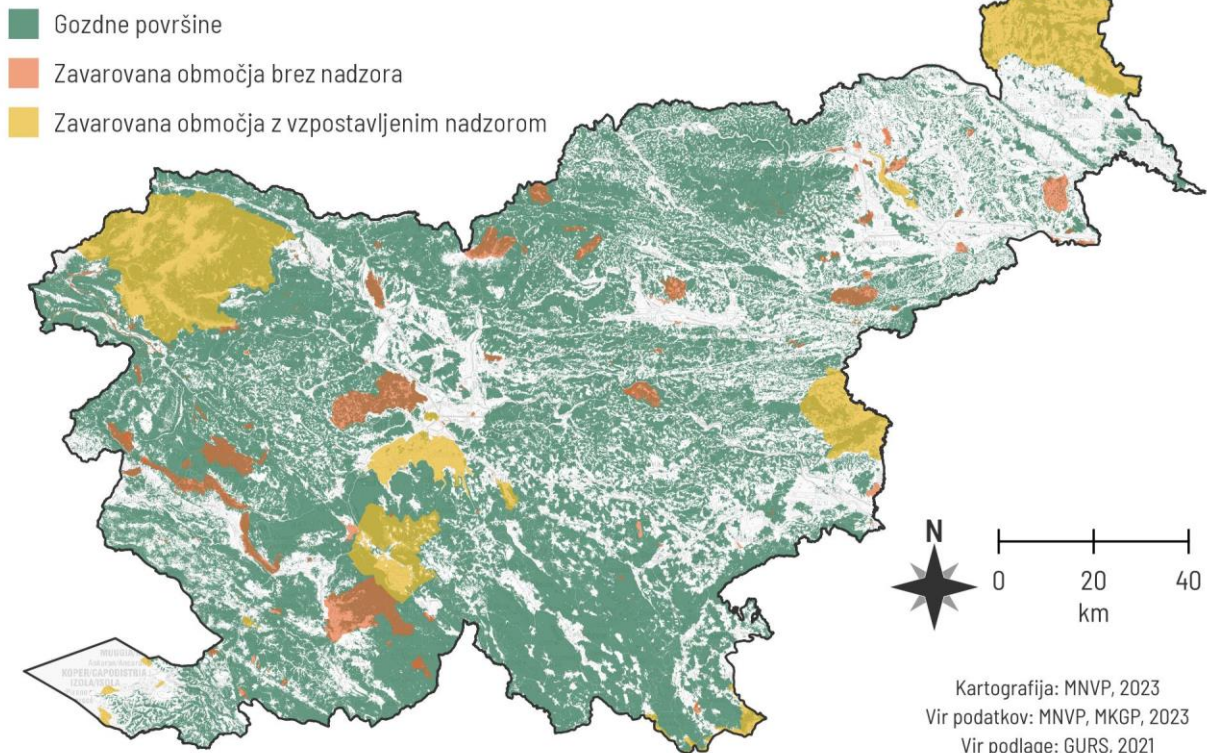 Gozdne površine
Zavarovana območja brez nadzora
Zavarovana območja z vzpostavljenim nadzorom
N
0 20 40
km
KOPER/CAPODISTRIA
IZOLA/ISOLA
Kartografija: MNVP, 2023
Vir podatkov: MNVP, MKGP, 2023
Vir podlage: GURS, 2021